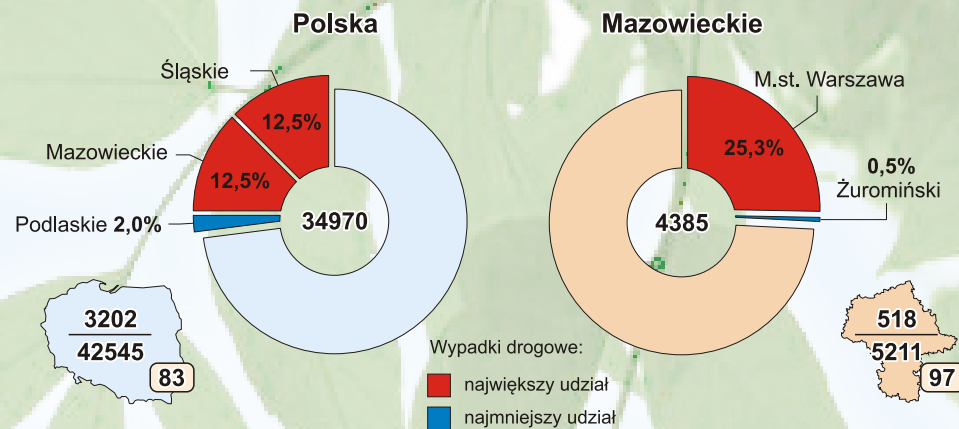 Polska
Śląskie
12,5%
Mazowieckie
12,5%
Podlaskie 2,0%
34970
3202
42545
83
Mazowieckie
M.st. Warszawa
25,3%
0,5%
Żuromiński
4385
518
5211
97
Wypadki drogowe:
największy udział
najmniejszy udział